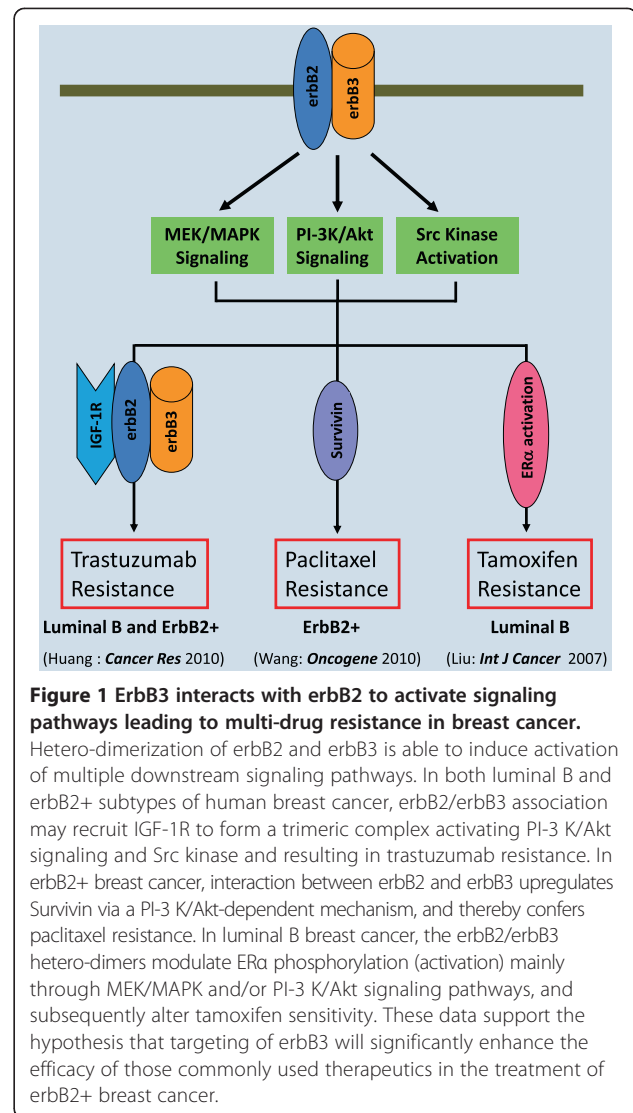 erbB2
erbB3
MEK/MAPK
Signaling
PI-3K/Akt
Signaling
Src Kinase
Activation
IGF-1R
erbB2
erbB3
Survivin
ERα activation
Trastuzumab
Resistance
Paclitaxel
Resistance
Tamoxifen
Resistance
Luminal B and ErbB2+
ErbB2+
Luminal B
(Huang : Cancer Res 2010)
(Wang: Oncogene 2010)
(Liu: Int J Cancer 2007)
Figure 1 ErbB3 interacts with erbB2 to activate signaling
pathways leading to multi-drug resistance in breast cancer.
Hetero-dimerization of erbB2 and erbB3 is able to induce activation
of multiple downstream signaling pathways. In both luminal B and
erbB2+ subtypes of human breast cancer, erbB2/erbB3 association
may recruit IGF-1R to form a trimeric complex activating PI-3 K/Akt
signaling and Src kinase and resulting in trastuzumab resistance. In
erbB2+ breast cancer, interaction between erbB2 and erbB3 upregulates
Survivin via a PI-3 K/Akt-dependent mechanism, and thereby confers
paclitaxel resistance. In luminal B breast cancer, the erbB2/erbB3
hetero-dimers modulate ERα phosphorylation (activation) mainly
through MEK/MAPK and/or PI-3 K/Akt signaling pathways, and
subsequently alter tamoxifen sensitivity. These data support the
hypothesis that targeting of erbB3 will significantly enhance the
efficacy of those commonly used therapeutics in the treatment of
erbB2+ breast cancer.